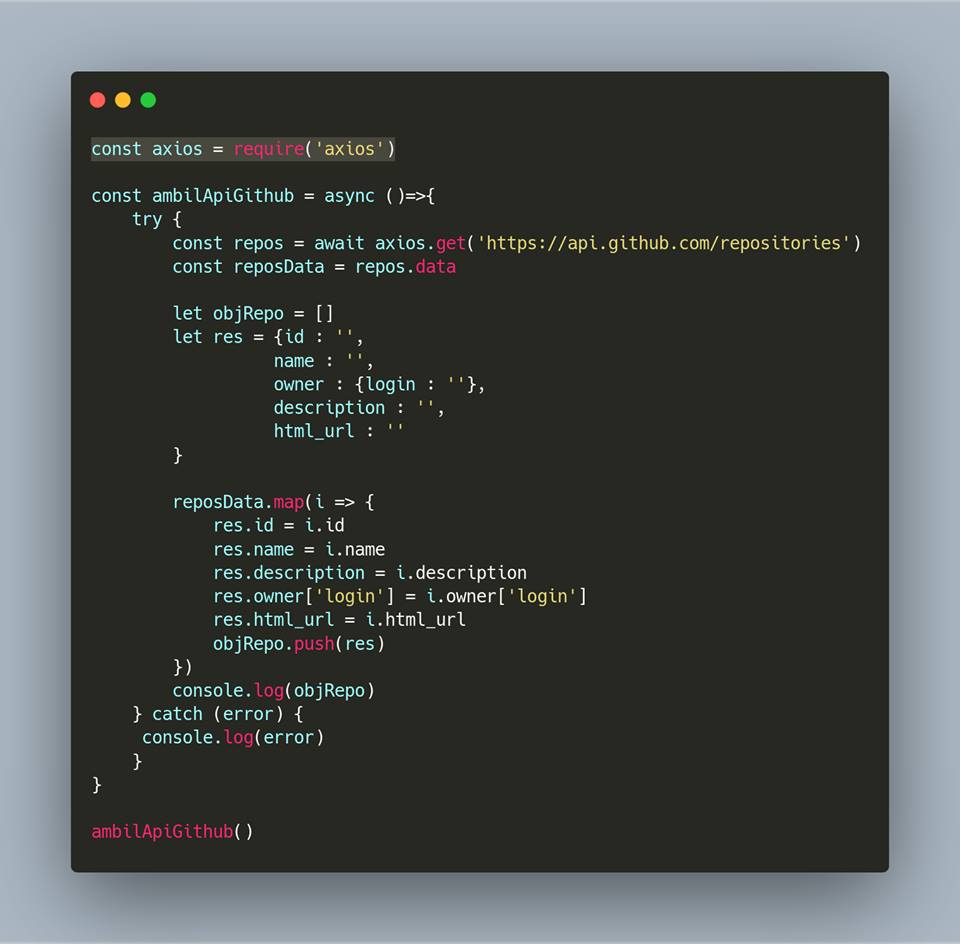 const axios = require('axios')

const ambilApiGithub = async ()=>{
    try {
        const repos = await axios.get('https://api.github.com/repositories')
        const reposData = repos.data

        let objRepo = []
        let res = {id : '',
                  name : '',
                  owner : {login : ''},
                  description : '',
                  html_url : ''
        }

        reposData.map(i => {
            res.id = i.id
            res.name = i.name
            res.description = i.description
            res.owner['login'] = i.owner['login']
            res.html_url = i.html_url
            objRepo.push(res)
        })
        console.log(objRepo)
    } catch (error) {
     console.log(error)
    }
}

ambilApiGithub()